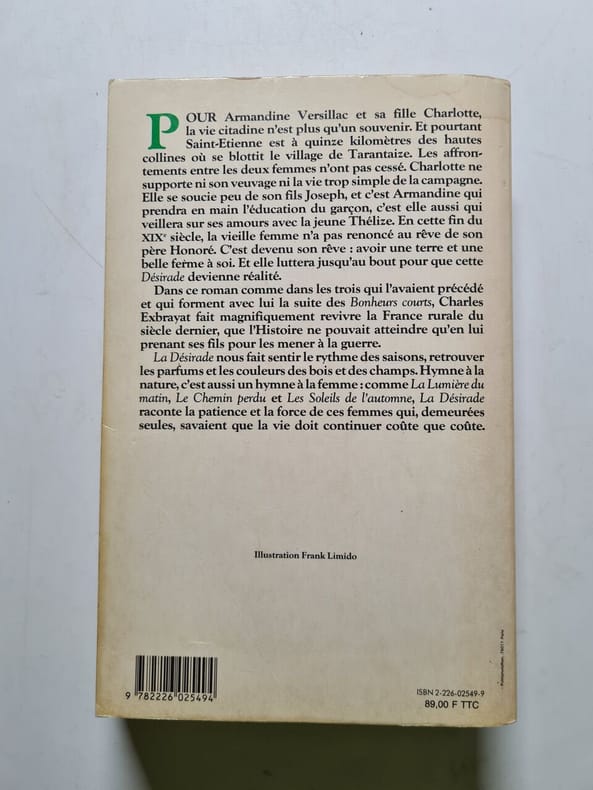 POUR Armandine Versillac et sa fille Charlotte,
la vie citadine n'est plus qu'un souvenir. Et pourtant
Saint-Etienne est à quinze kilomètres des hautes
collines où se blottit le village de Tarantaize. Les affron-
tements entre les deux femmes n'ont pas cessé. Charlotte ne
supporte ni son veuvage ni la vie trop simple de la campagne.
Elle se soucie peu de son fils Joseph, et c'est Armandine qui
prendra en main l'éducation du garçon, c'est elle aussi qui
veillera sur ses amours avec la jeune Thélize. En cette fin du
XIXe siècle, la vieille femme n'a pas renoncé au rêve de son
père Honoré. C'est devenu son rêve : avoir une terre et une
belle ferme à soi. Et elle luttera jusqu'au bout pour que cette
Désirade devienne réalité.
Dans ce roman comme dans les trois qui l'avaient précédé
et qui forment avec lui la suite des Bonheurs courts, Charles
Exbrayat fait magnifiquement revivre la France rurale du
siècle dernier, que l'Histoire ne pouvait atteindre qu'en lui
prenant ses fils pour les mener à la guerre.
La Désirade nous fait sentir le rythme des saisons, retrouver
les parfums et les couleurs des bois et des champs. Hymne à la
nature, c'est aussi un hymne à la femme : comme La Lumière du
matin, Le Chemin perdu et Les Soleils de l'automne, La Désirade
raconte la patience et la force de ces femmes qui, demeurées
seules, savaient que la vie doit continuer coûte que coûte.
Illustration Frank Limido
9 782226 025494
ISBN 2-226-02549-9
89,00 F TTC